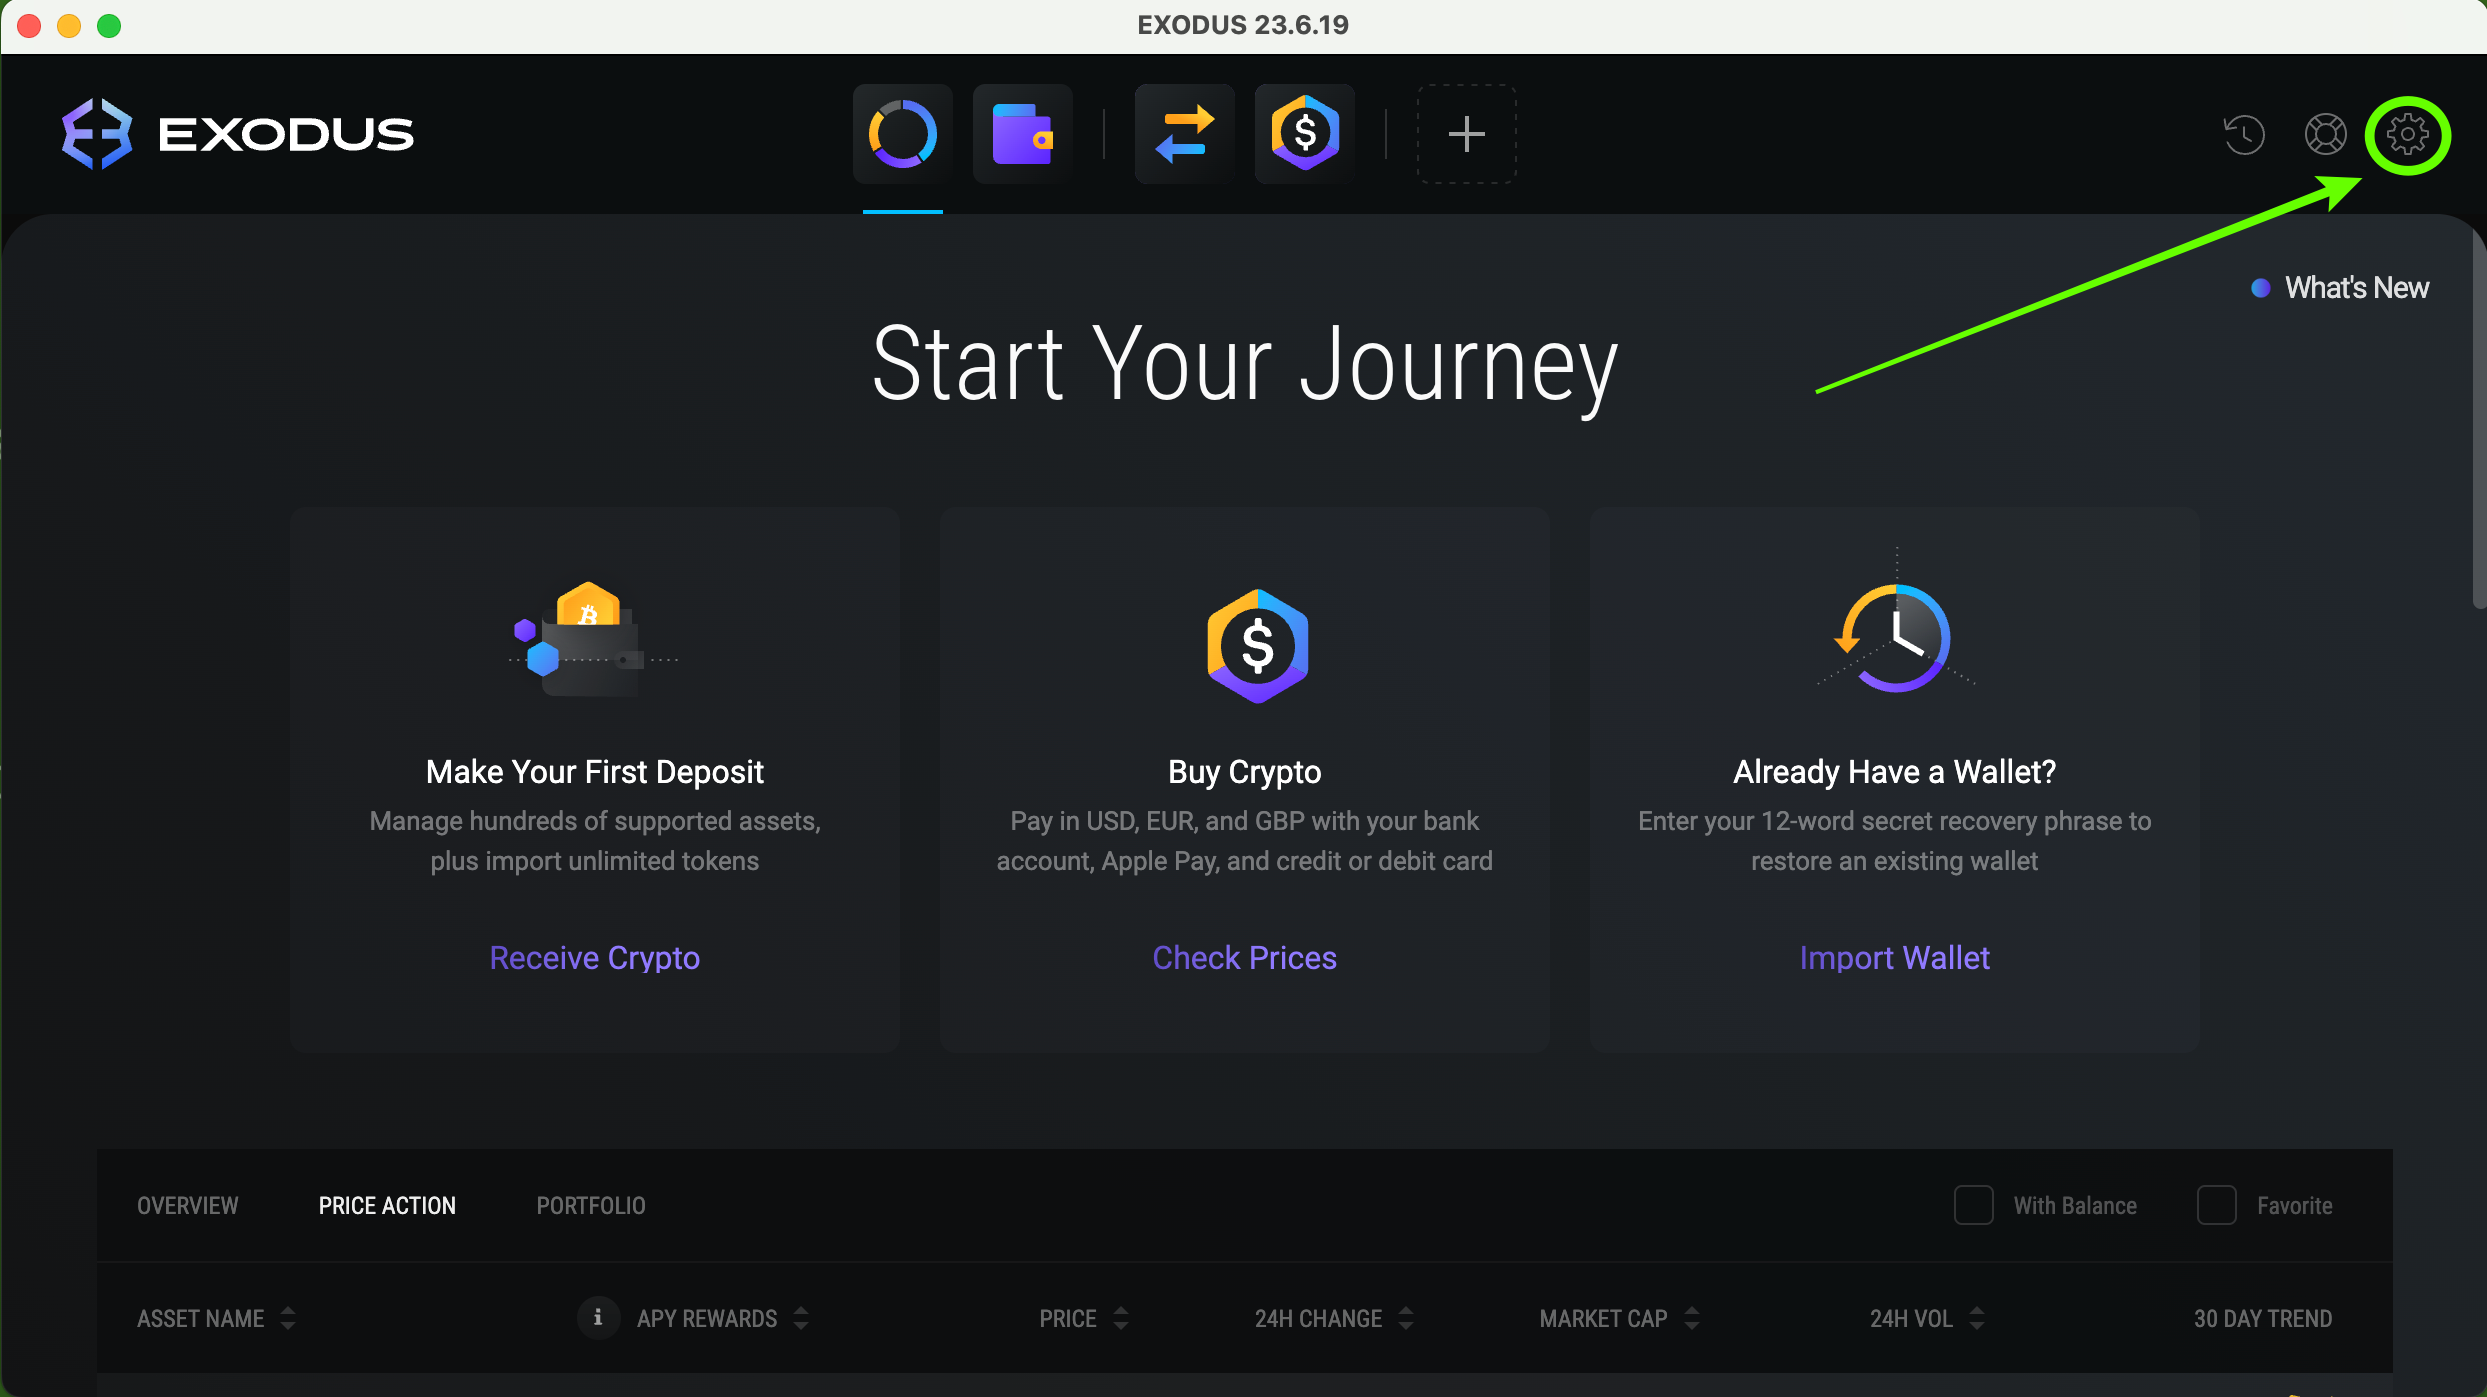 EXODUS 23.6.19
EXODUS
$
What's New
Start Your Journey
Make Your First Deposit
Manage hundreds of supported assets,
plus import unlimited tokens
Receive Crypto
$
Buy Crypto
Pay in USD, EUR, and GBP with your bank
account, Apple Pay, and credit or debit card
Check Prices
Already Have a Wallet?
Enter your 12-word secret recovery phrase to
restore an existing wallet
Import Wallet
OVERVIEW PRICE ACTION PORTFOLIO With Balance Favorite
ASSET NAME i APY REWARDS PRICE 24H CHANGE MARKET CAP 24H VOL 30 DAY TREND